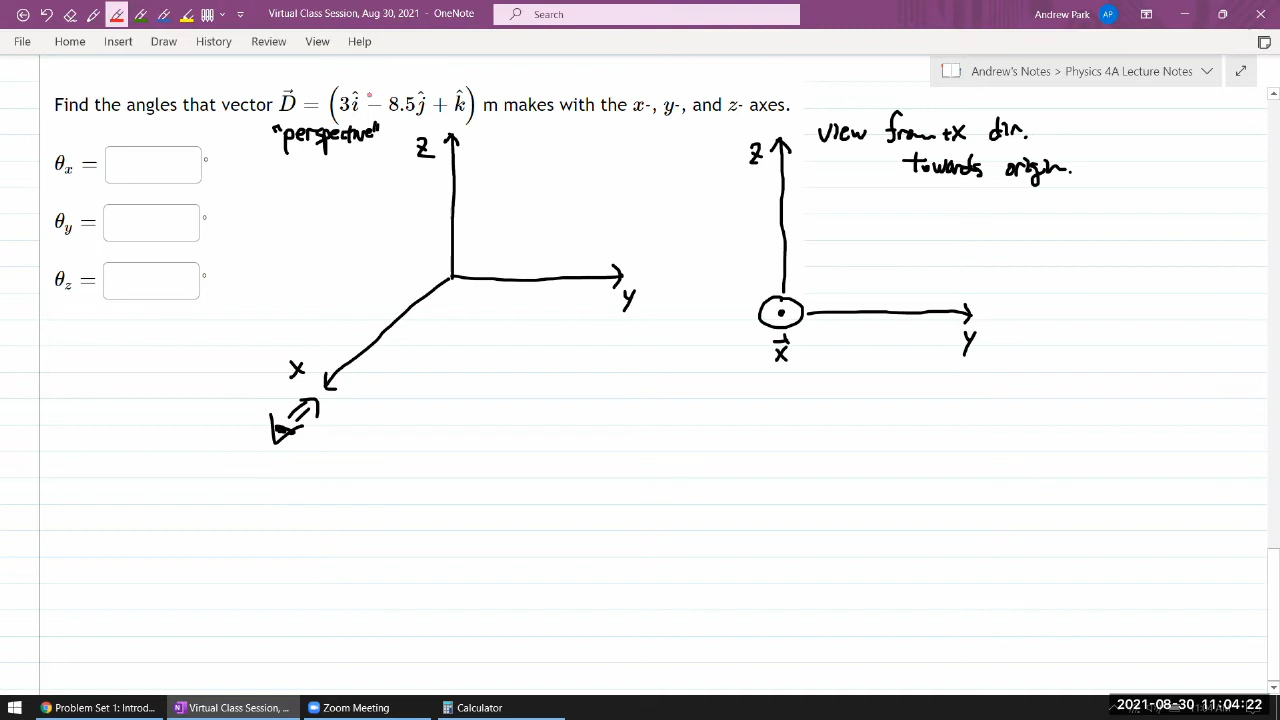 Virtual Class Session, Aug 30, 2021 - OneNote
Search
Andrew Park
AP
File Home Insert Draw History Review View Help
Andrew's Notes > Physics 4A Lecture Notes
Find the angles that vector D⃗ = (3î − 8.5ĵ + k̂) m makes with the x-, y-, and z- axes.
"perspective"
view from +x dir.
towards origin.
θx = °
θy = °
θz = °
z
y
x
z
y
x⃗
Problem Set 1: Introd...
Virtual Class Session, ...
Zoom Meeting
Calculator
2021-08-30 11:04:22